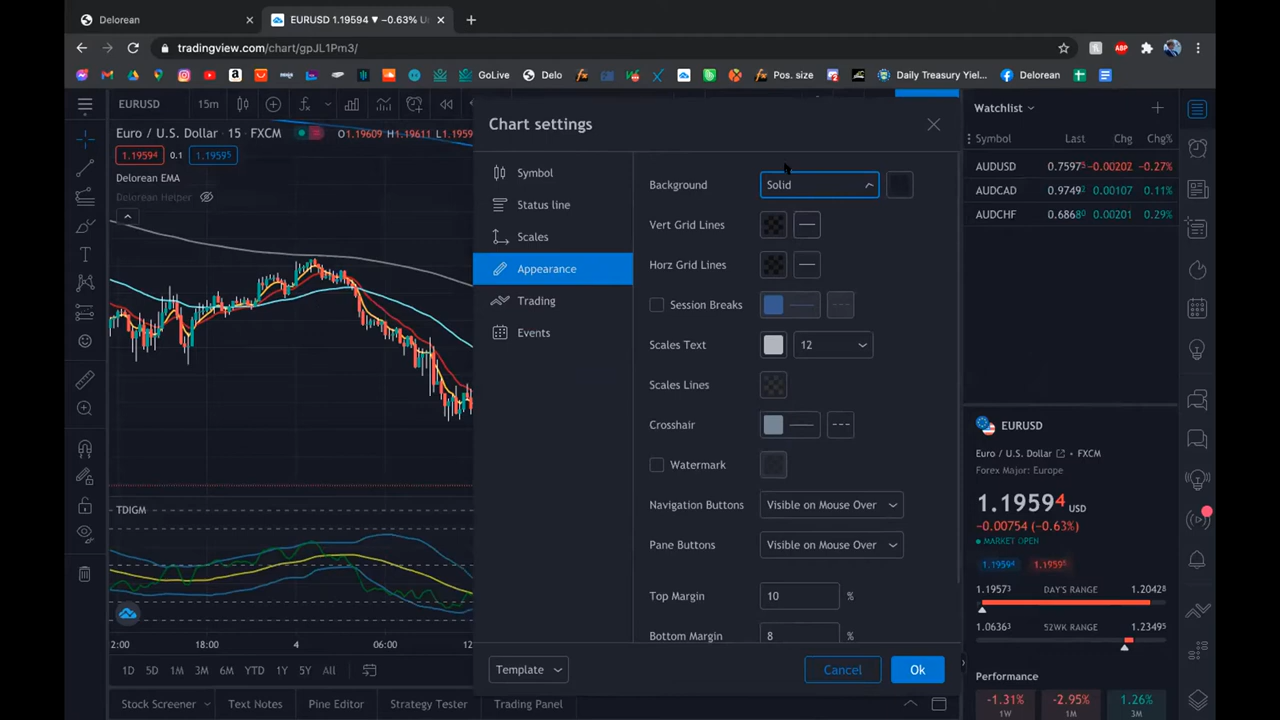 Delorean
EURUSD 1.19594 ▼ −0.63% U
tradingview.com/chart/gpJL1Pm3/
ABP
GoLive
Delo
Pos. size
Daily Treasury Yiel...
Delorean
EURUSD
15m
Euro / U.S. Dollar · 15 · FXCM
O1.19609 H1.19611 L1.1959
1.19594
0.1
1.19595
Delorean EMA
Delorean Helper
TDIGM
2:00
18:00
4
06:00
12:
1D 5D 1M 3M 6M YTD 1Y 5Y All
Stock Screener
Text Notes
Pine Editor
Strategy Tester
Trading Panel
Chart settings
Symbol
Status line
Scales
Appearance
Trading
Events
Background
Solid
Vert Grid Lines
Horz Grid Lines
Session Breaks
Scales Text
12
Scales Lines
Crosshair
Watermark
Navigation Buttons
Visible on Mouse Over
Pane Buttons
Visible on Mouse Over
Top Margin
10 %
Bottom Margin
8 %
Template
Cancel
Ok
Watchlist
Symbol Last Chg Chg%
AUDUSD 0.7597⁵ −0.00202 −0.27%
AUDCAD 0.9749² 0.00107 0.11%
AUDCHF 0.686⁸⁰ 0.00201 0.29%
EURUSD
Euro / U.S. Dollar · FXCM
Forex Major: Europe
1.1959⁴ USD
−0.00754 (−0.63%)
MARKET OPEN
1.1959⁴ 1.1959⁵
1.1957³ DAY'S RANGE 1.2042⁸
1.0636³ 52WK RANGE 1.2349⁵
Performance
-1.31% -2.95% 1.26%
1W 1M 3M